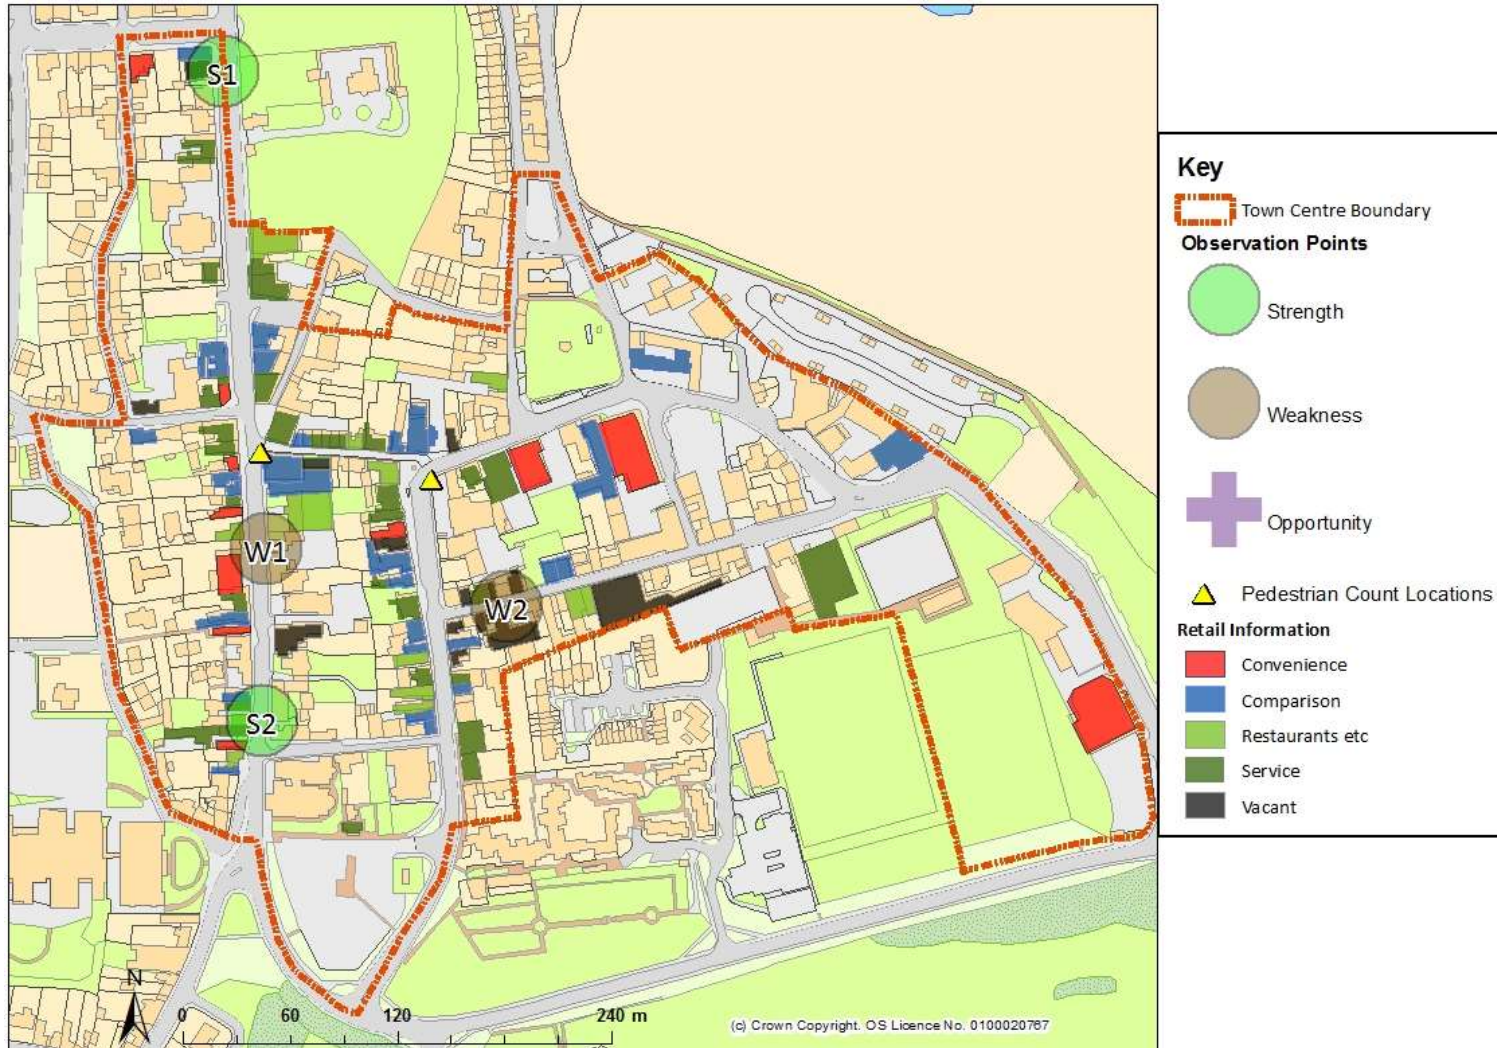 S1
W1
W2
S2
N
0 60 120 240 m
(c) Crown Copyright. OS Licence No. 0100020767
Key
Town Centre Boundary
Observation Points
Strength
Weakness
Opportunity
Pedestrian Count Locations
Retail Information
Convenience
Comparison
Restaurants etc
Service
Vacant